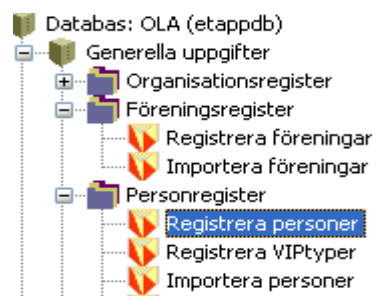 Databas: OLA (etappdb)
Generella uppgifter
Organisationsregister
Föreningsregister
Registrera föreningar
Importera föreningar
Personregister
Registrera personer
Registrera VIPtyper
Importera personer